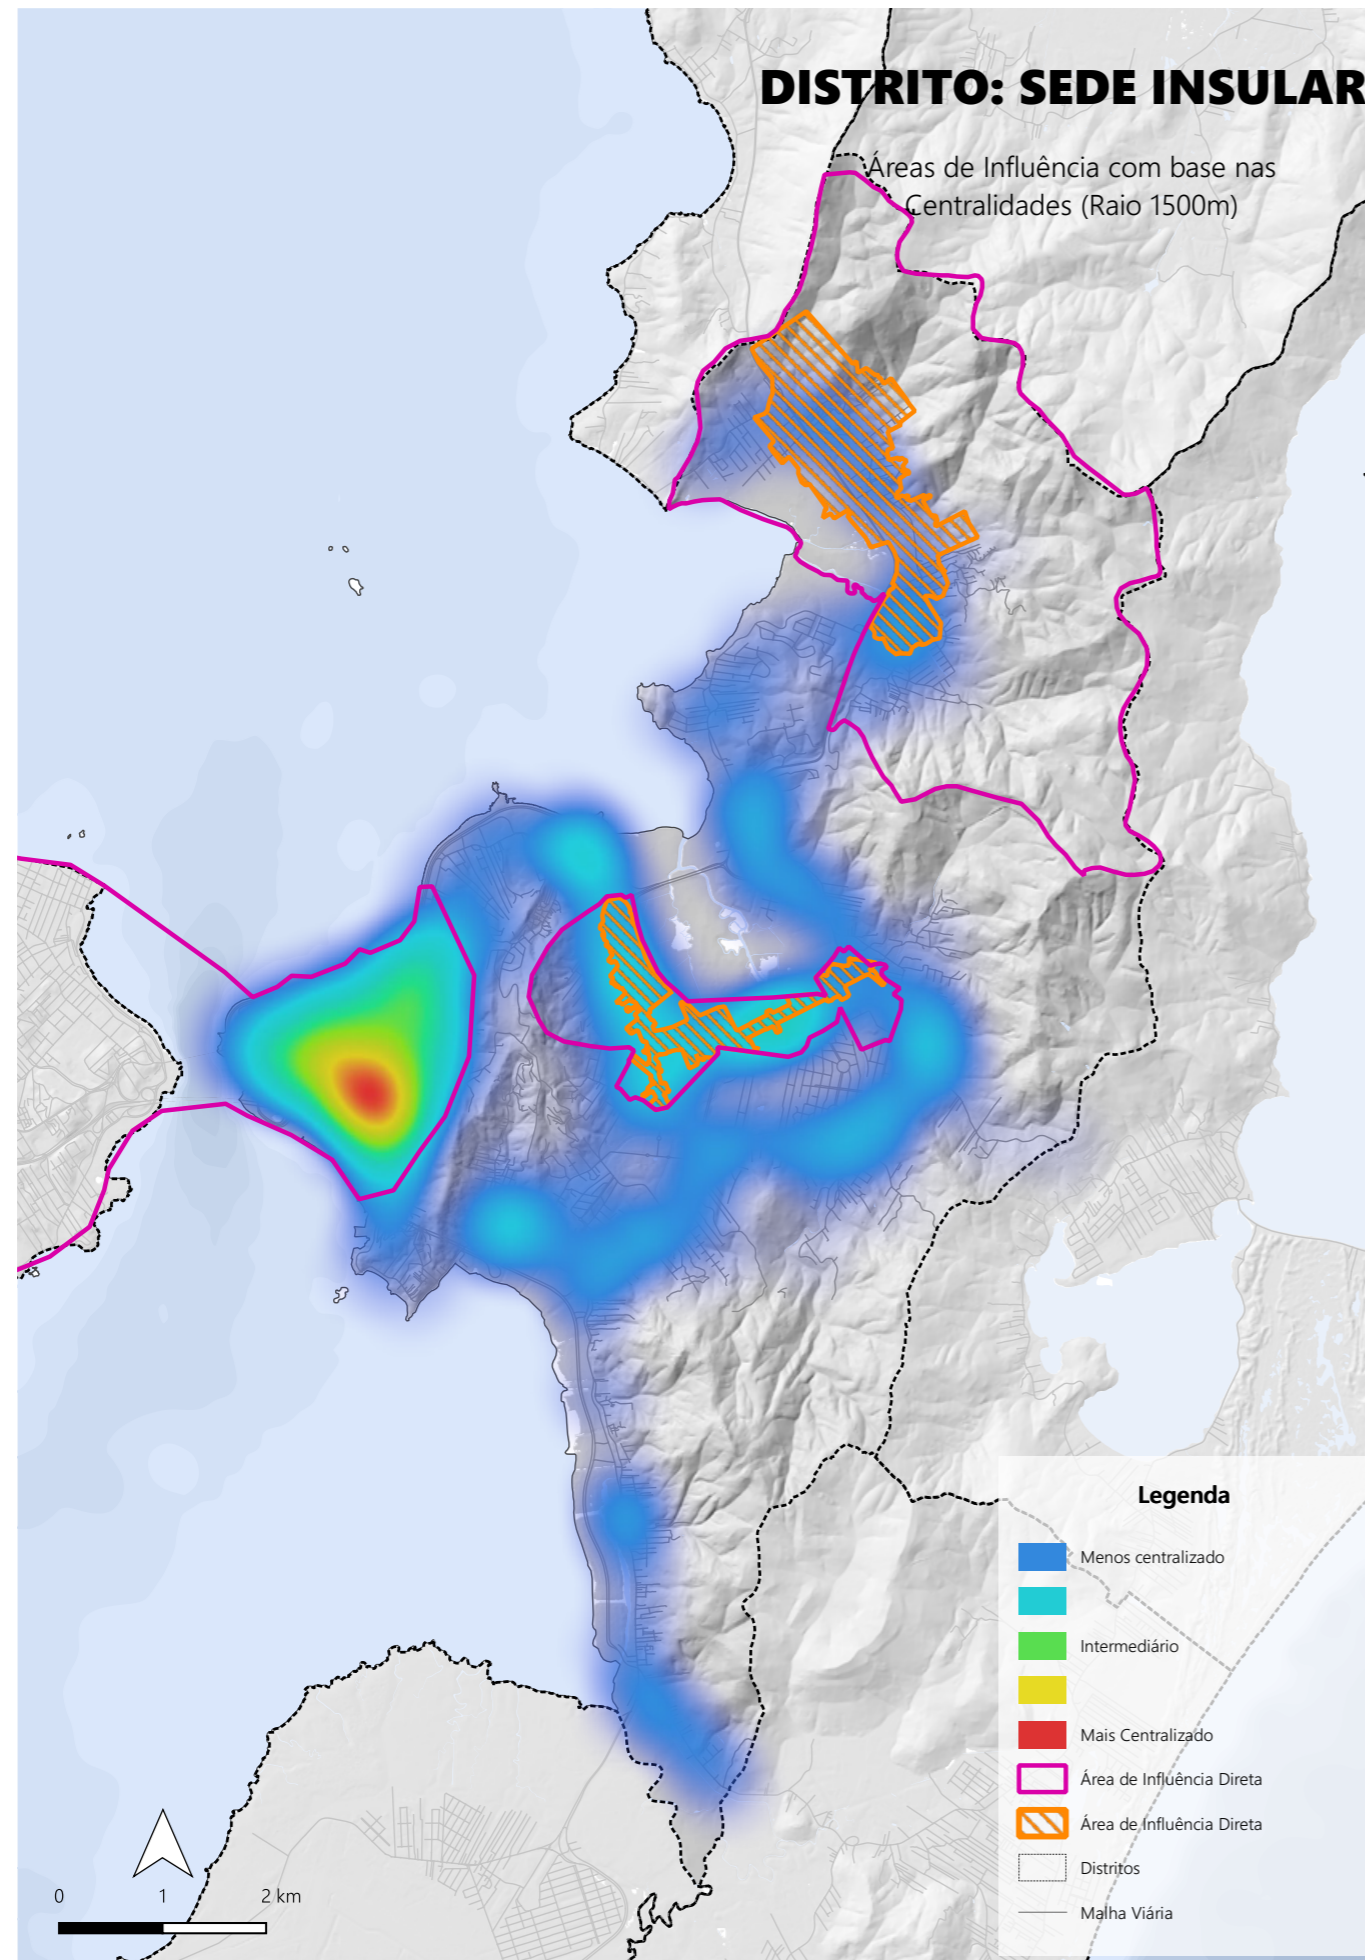 DISTRITO: SEDE INSULAR
Áreas de Influência com base nas
Centralidades (Raio 1500m)
Legenda
Menos centralizado
Intermediário
Mais Centralizado
Área de Influência Direta
Área de Influência Direta
Distritos
Malha Viária
0 1 2 km